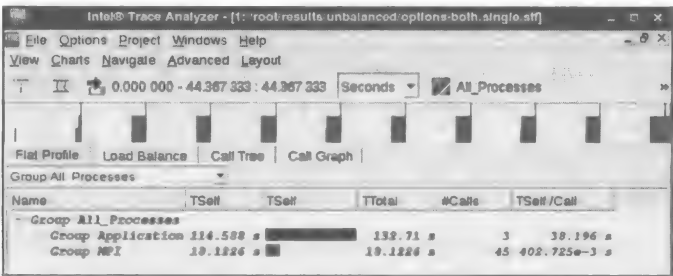 Intel® Trace Analyzer - [1: /root/results/unbalanced/options-both.single.stf]
File Options Project Windows Help
View Charts Navigate Advanced Layout
0.000 000 - 44.367 333 : 44.367 333 Seconds All_Processes »
Flat Profile Load Balance Call Tree Call Graph
Group All_Processes
Name TSelf TSelf TTotal #Calls TSelf /Call
- Group All_Processes
Group Application 114.588 s 132.71 s 3 38.196 s
Group MPI 18.1226 s 18.1226 s 45 402.725e-3 s